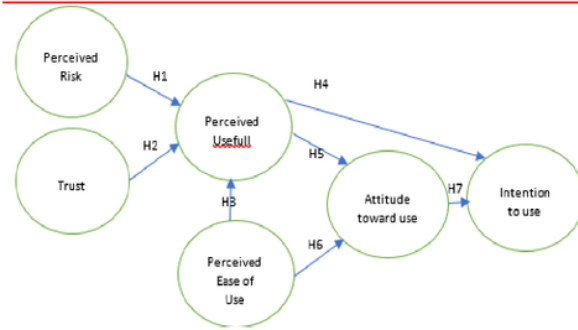 Perceived
Risk
H1
H4
Perceived
Usefull
H2
Trust
H5
H3
Attitude
toward use
H7
Intention
to use
H6
Perceived
Ease of
Use